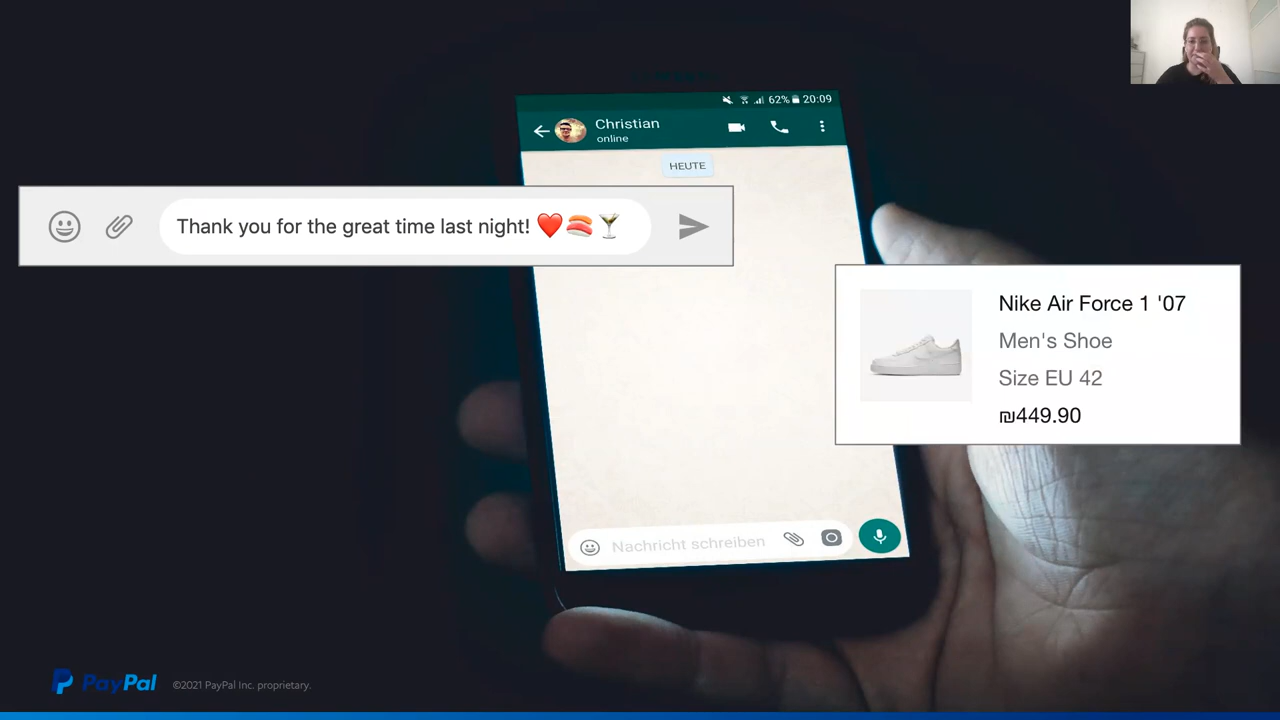 62% 20:09
Christian
online
HEUTE
Thank you for the great time last night! ❤️🍣🍸
Nike Air Force 1 '07
Men's Shoe
Size EU 42
₪449.90
Nachricht schreiben
PayPal ©2021 PayPal Inc. proprietary.